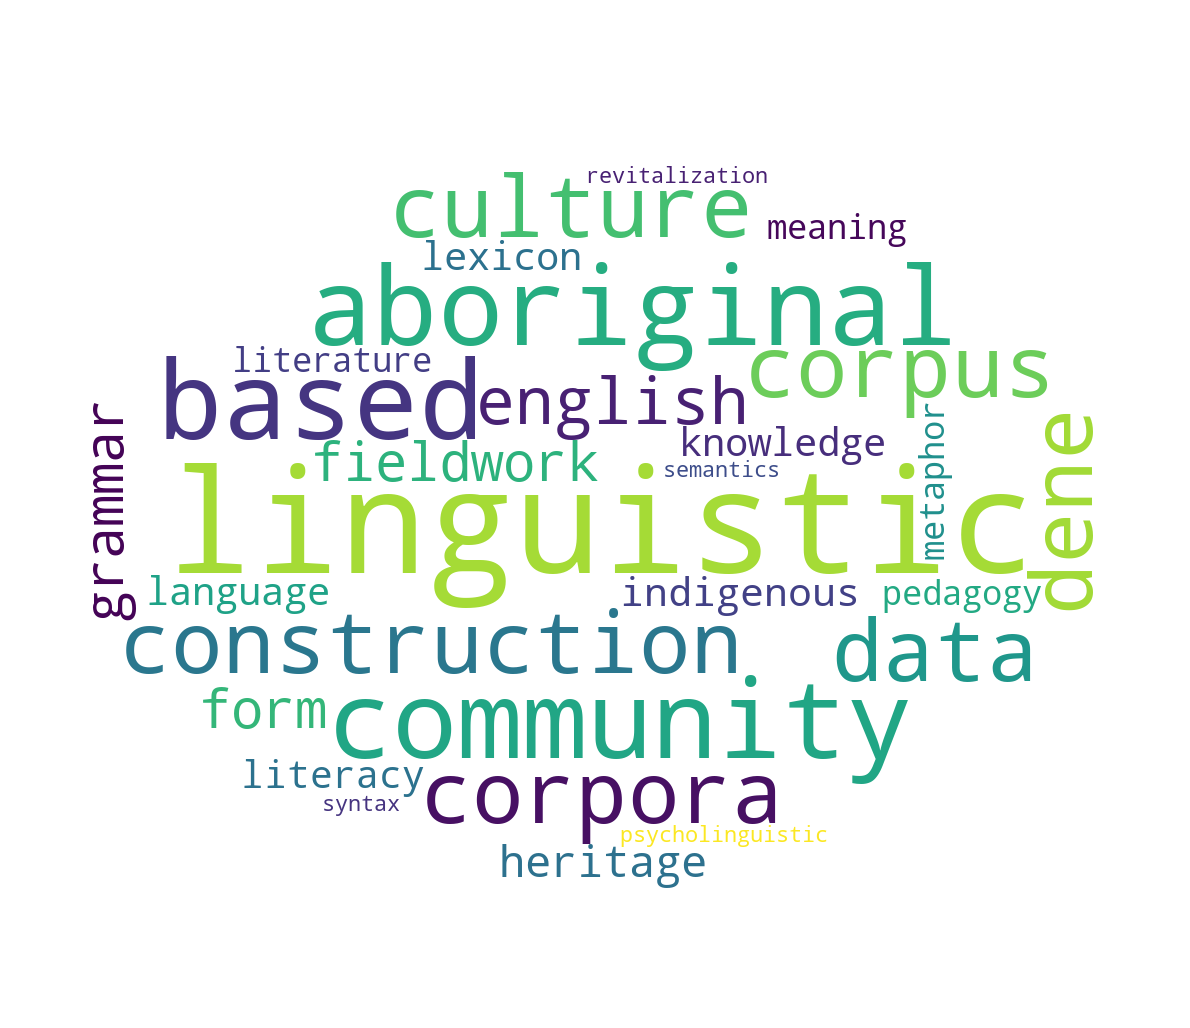 revitalization
culture
meaning
lexicon
aboriginal
literature
corpus
based
english
knowledge
fieldwork
semantics
metaphor
dene
grammar
linguistic
language
indigenous
pedagogy
construction
data
form
community
literacy
corpora
syntax
psycholinguistic
heritage